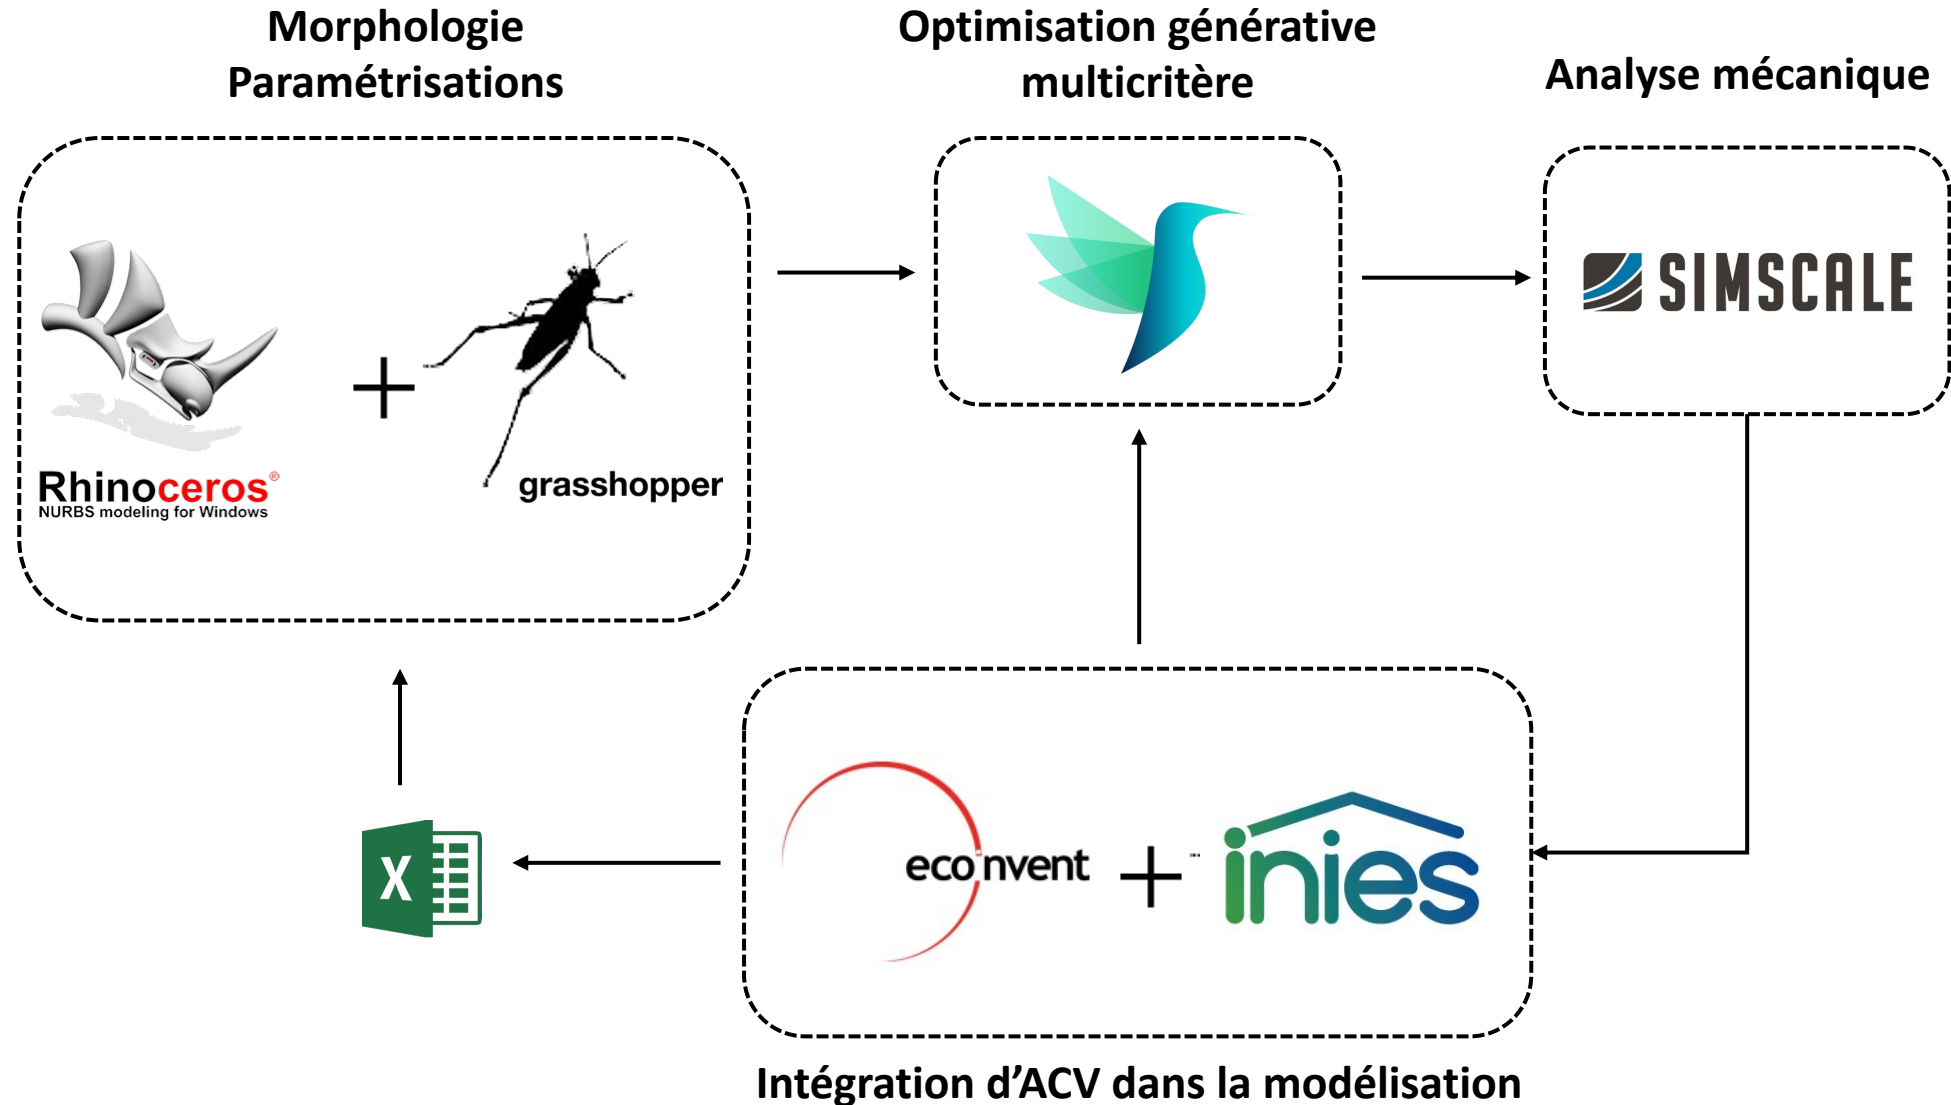 Morphologie
Paramétrisations
Optimisation générative
multicritère
Analyse mécanique
Rhinoceros®
NURBS modeling for Windows
grasshopper
SIMSCALE
X
ecoinvent
inies
Intégration d’ACV dans la modélisation